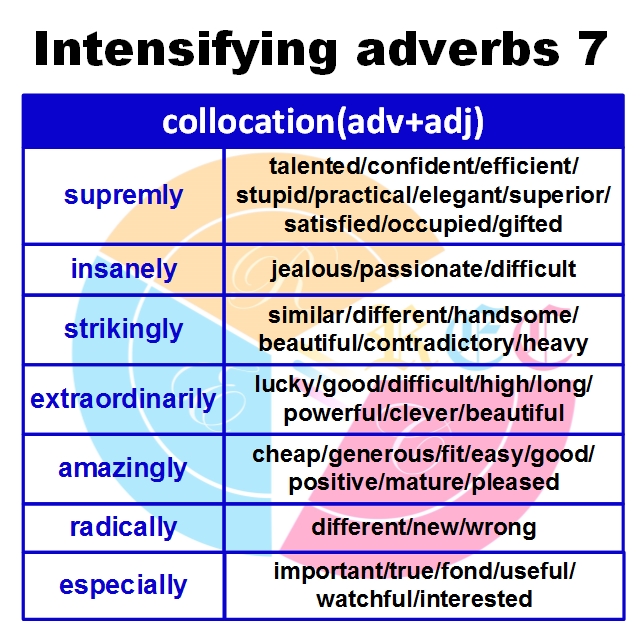 Intensifying adverbs 7
collocation(adv+adj)
supremly
talented/confident/efficient/
stupid/practical/elegant/superior/
satisfied/occupied/gifted
insanely
jealous/passionate/difficult
strikingly
similar/different/handsome/
beautiful/contradictory/heavy
extraordinarily
lucky/good/difficult/high/long/
powerful/clever/beautiful
amazingly
cheap/generous/fit/easy/good/
positive/mature/pleased
radically
different/new/wrong
especially
important/true/fond/useful/
watchful/interested
REC